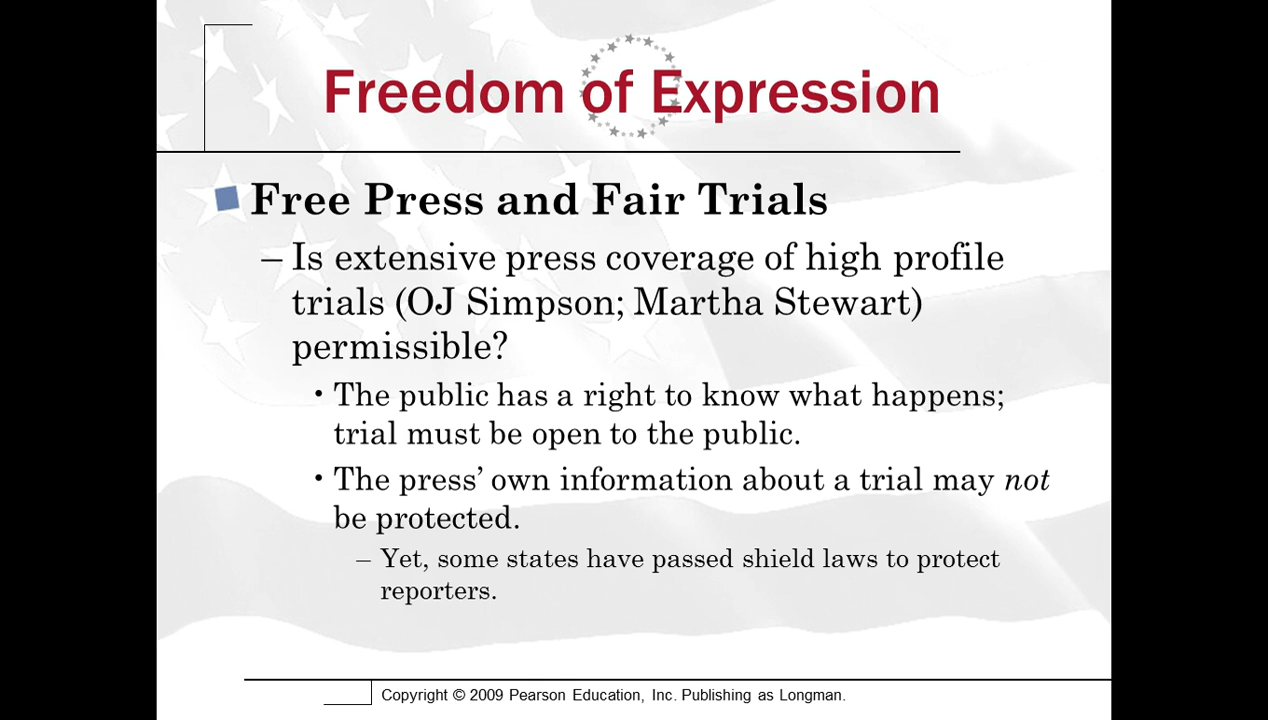 Freedom of Expression
Free Press and Fair Trials
– Is extensive press coverage of high profile
trials (OJ Simpson; Martha Stewart)
permissible?
• The public has a right to know what happens;
trial must be open to the public.
• The press’ own information about a trial may not
be protected.
– Yet, some states have passed shield laws to protect
reporters.
Copyright © 2009 Pearson Education, Inc. Publishing as Longman.